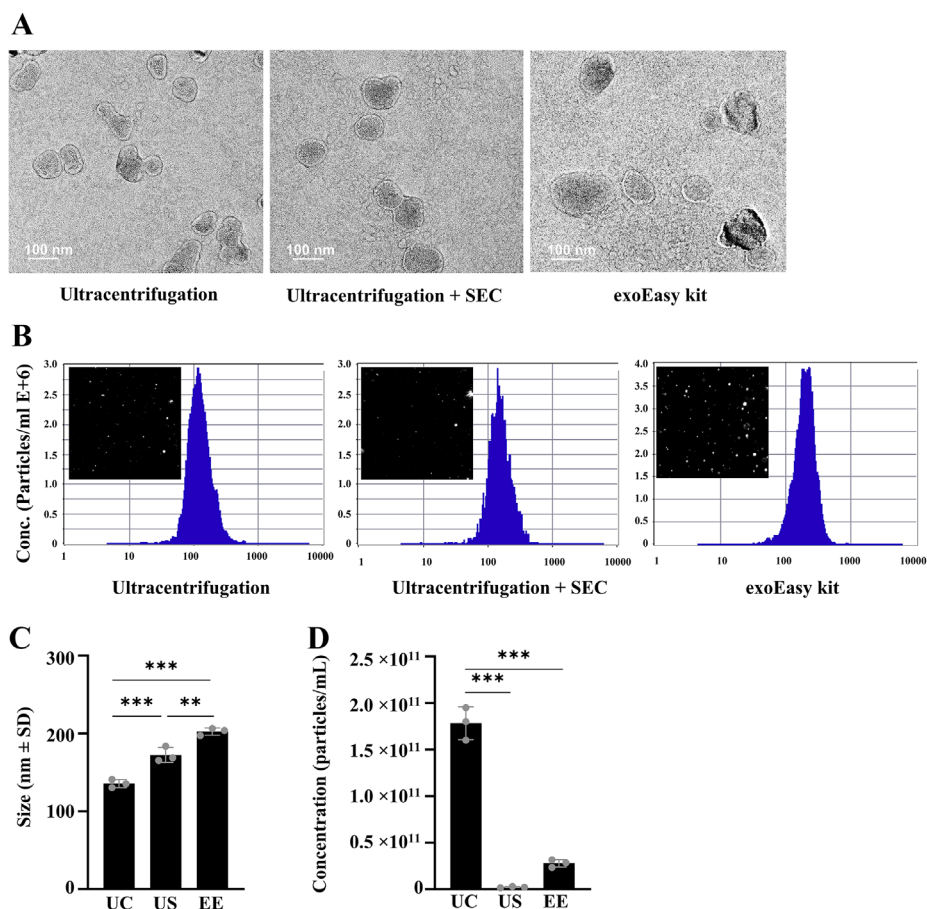 A
100 nm
100 nm
100 nm
Ultracentrifugation
Ultracentrifugation + SEC
exoEasy kit
B
Conc. (Particles/ml E+6)
3.0
2.5
2.0
1.5
1.0
0.5
0
1 10 100 1000 10000
Ultracentrifugation
3.0
2.5
2.0
1.5
1.0
0.5
0
1 10 100 1000 10000
Ultracentrifugation + SEC
4.0
3.5
3.0
2.5
2.0
1.5
1.0
0.5
0
1 10 100 1000 10000
exoEasy kit
C
Size (nm ± SD)
300
200
100
0
***
*** **
UC US EE
D
Concentration (particles/mL)
2.5 ×10¹¹
2.0 ×10¹¹
1.5 ×10¹¹
1.0 ×10¹¹
0.5 ×10¹¹
0
***
***
UC US EE